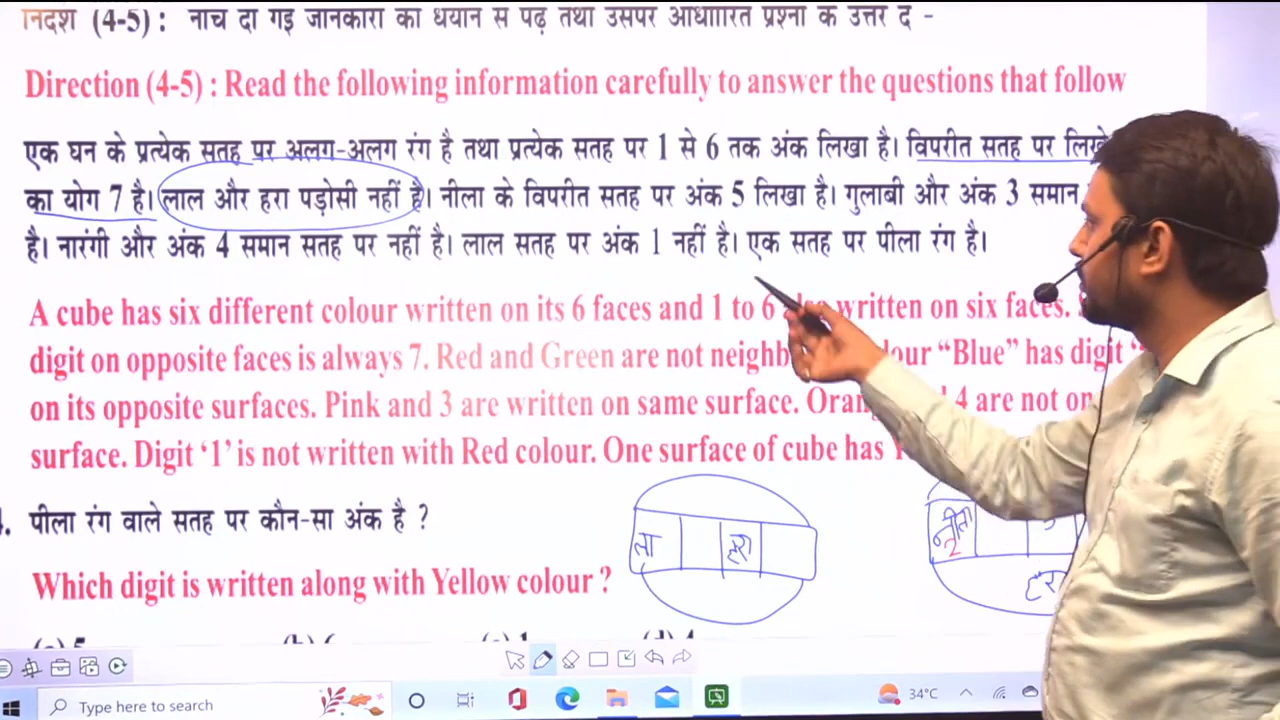 (4-5) : नाच दा गइ जानकारा का धयान स पढ़ तथा उसपर आधाारित प्रश्ना क उत्तर द -
Direction (4-5) : Read the following information carefully to answer the questions that follow
एक घन के प्रत्येक सतह पर अलग-अलग रंग है तथा प्रत्येक सतह पर 1 से 6 तक अंक लिखा है। विपरीत सतह पर लिखे
का योग 7 है। लाल और हरा पड़ोसी नहीं है। नीला के विपरीत सतह पर अंक 5 लिखा है। गुलाबी और अंक 3 समान
है। नारंगी और अंक 4 समान सतह पर नहीं है। लाल सतह पर अंक 1 नहीं है। एक सतह पर पीला रंग है।
A cube has six different colour written on its 6 faces and 1 to 6 written on six faces.
digit on opposite faces is always 7. Red and Green are not "Blue" has digit
on its opposite surfaces. Pink and 3 are written on same surface. 4 are not on
surface. Digit ‘1’ is not written with Red colour. One surface of cube has
पीला रंग वाले सतह पर कौन-सा अंक है ?
ला हरा
नीला
2
हरा
Which digit is written along with Yellow colour ?
Type here to search
34°C